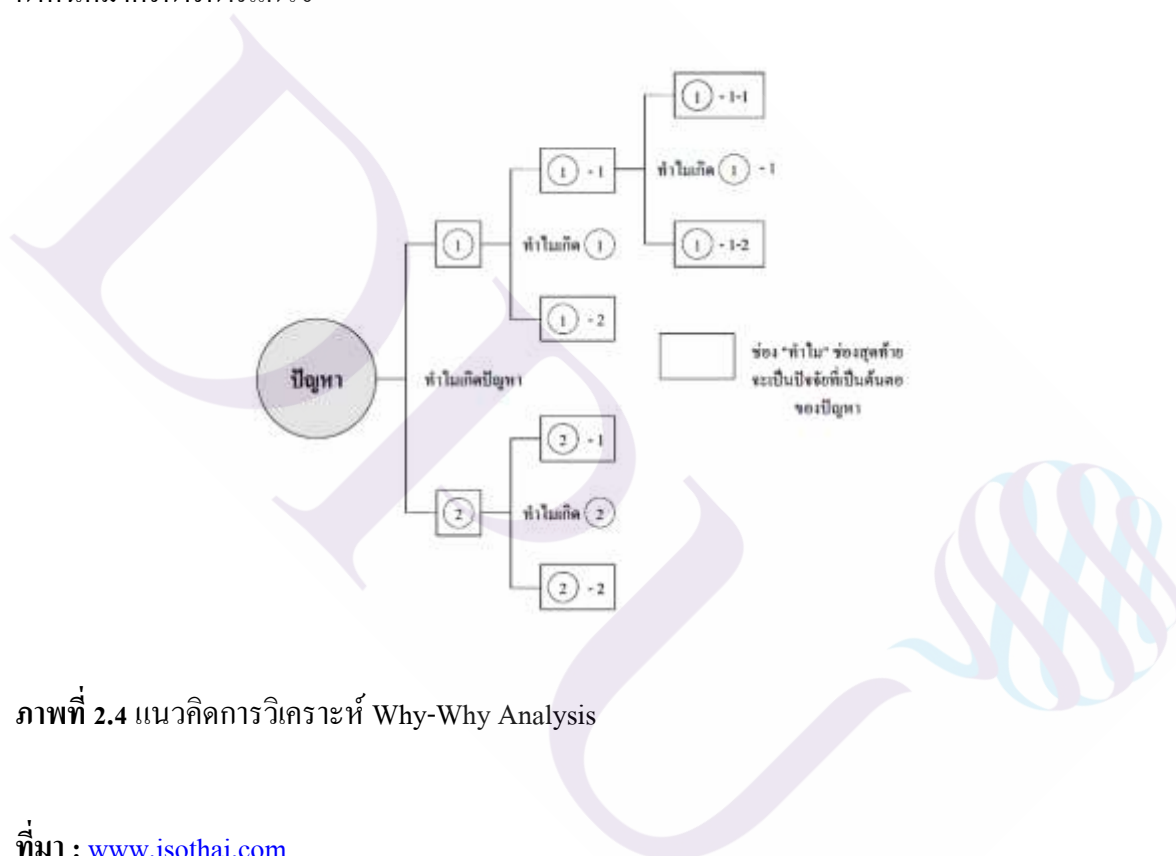 ① - 1-1
① - 1
ทำไมเกิด ① - 1
①
ทำไมเกิด ①
① - 1-2
① - 2
ปัญหา
ทำไมเกิดปัญหา
ช่อง "ทำไม" ช่องสุดท้าย
จะเป็นปัจจัยที่เป็นต้นตอ
ของปัญหา
② - 1
②
ทำไมเกิด ②
② - 2
ภาพที่ 2.4 แนวคิดการวิเคราะห์ Why-Why Analysis
ที่มา : www.isothai.com
DPU